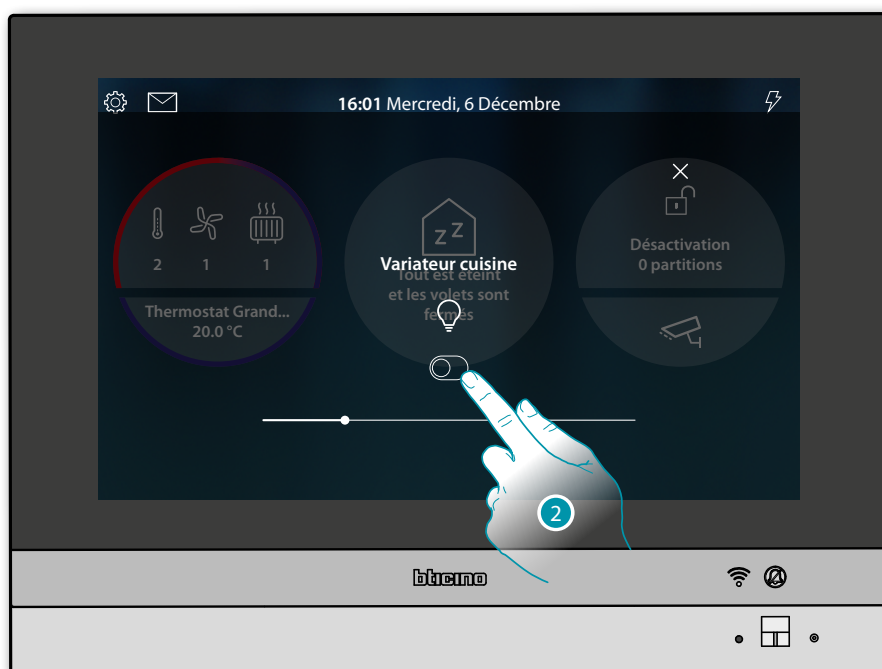 16:01 Mercredi, 6 Décembre
2 1 1
Thermostat Grand...
20.0 °C
zZ
Variateur cuisine
Tout est éteint
et les volets sont
fermés
Désactivation
0 partitions
2
bticino